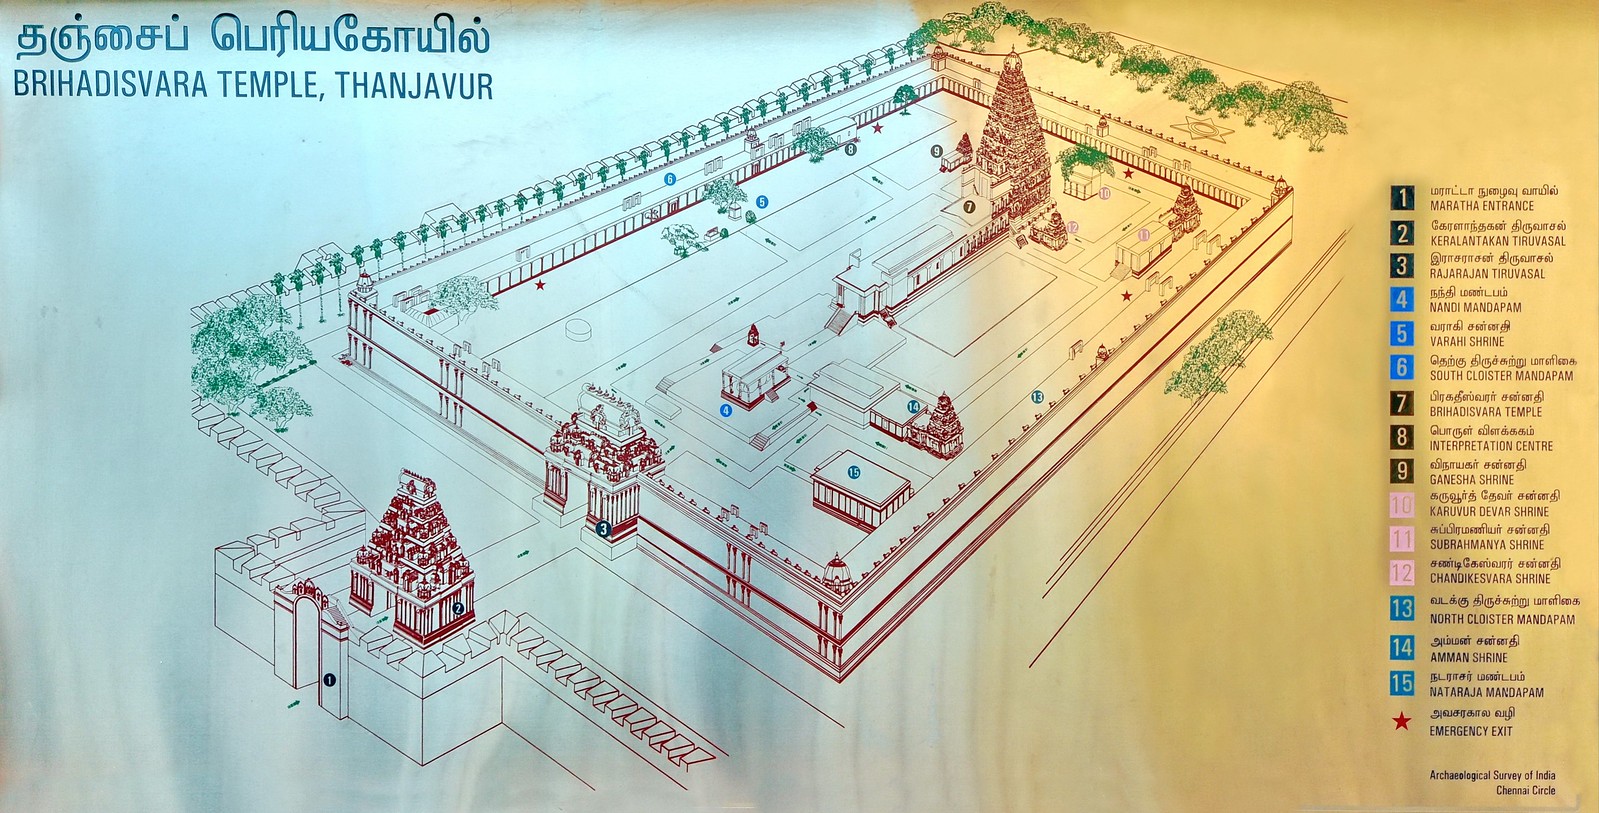 தஞ்சைப் பெரியகோயில்
BRIHADISVARA TEMPLE, THANJAVUR
1 மராட்டா நுழைவு வாயில்
MARATHA ENTRANCE
2 கேரளாந்தகன் திருவாசல்
KERALANTAKAN TIRUVASAL
3 இராசராசன் திருவாசல்
RAJARAJAN TIRUVASAL
4 நந்தி மண்டபம்
NANDI MANDAPAM
5 வராகி சன்னதி
VARAHI SHRINE
6 தெற்கு திருச்சுற்று மாளிகை
SOUTH CLOISTER MANDAPAM
7 பிரகதீஸ்வரர் சன்னதி
BRIHADISVARA TEMPLE
8 பொருள் விளக்ககம்
INTERPRETATION CENTRE
9 விநாயகர் சன்னதி
GANESHA SHRINE
10 கருவூர்த் தேவர் சன்னதி
KARUVUR DEVAR SHRINE
11 சுப்பிரமணியர் சன்னதி
SUBRAHMANYA SHRINE
12 சண்டிகேஸ்வரர் சன்னதி
CHANDIKESVARA SHRINE
13 வடக்கு திருச்சுற்று மாளிகை
NORTH CLOISTER MANDAPAM
14 அம்மன் சன்னதி
AMMAN SHRINE
15 நடராசர் மண்டபம்
NATARAJA MANDAPAM
அவசரகால வழி
EMERGENCY EXIT
Archaeological Survey of India
Chennai Circle
8
9
6
10
5
7
12
11
13
4
14
15
3
2
1